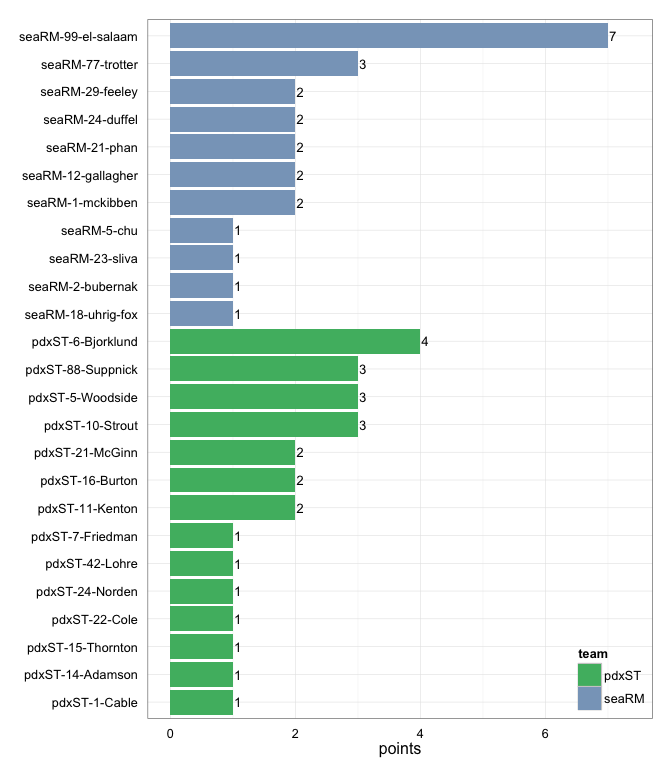 seaRM-99-el-salaam 7
seaRM-77-trotter 3
seaRM-29-feeley 2
seaRM-24-duffel 2
seaRM-21-phan 2
seaRM-12-gallagher 2
seaRM-1-mckibben 2
seaRM-5-chu 1
seaRM-23-sliva 1
seaRM-2-bubernak 1
seaRM-18-uhrig-fox 1
pdxST-6-Bjorklund 4
pdxST-88-Suppnick 3
pdxST-5-Woodside 3
pdxST-10-Strout 3
pdxST-21-McGinn 2
pdxST-16-Burton 2
pdxST-11-Kenton 2
pdxST-7-Friedman 1
pdxST-42-Lohre 1
pdxST-24-Norden 1
pdxST-22-Cole 1
pdxST-15-Thornton 1
pdxST-14-Adamson 1
pdxST-1-Cable 1
team
pdxST
seaRM
0 2 4 6
points